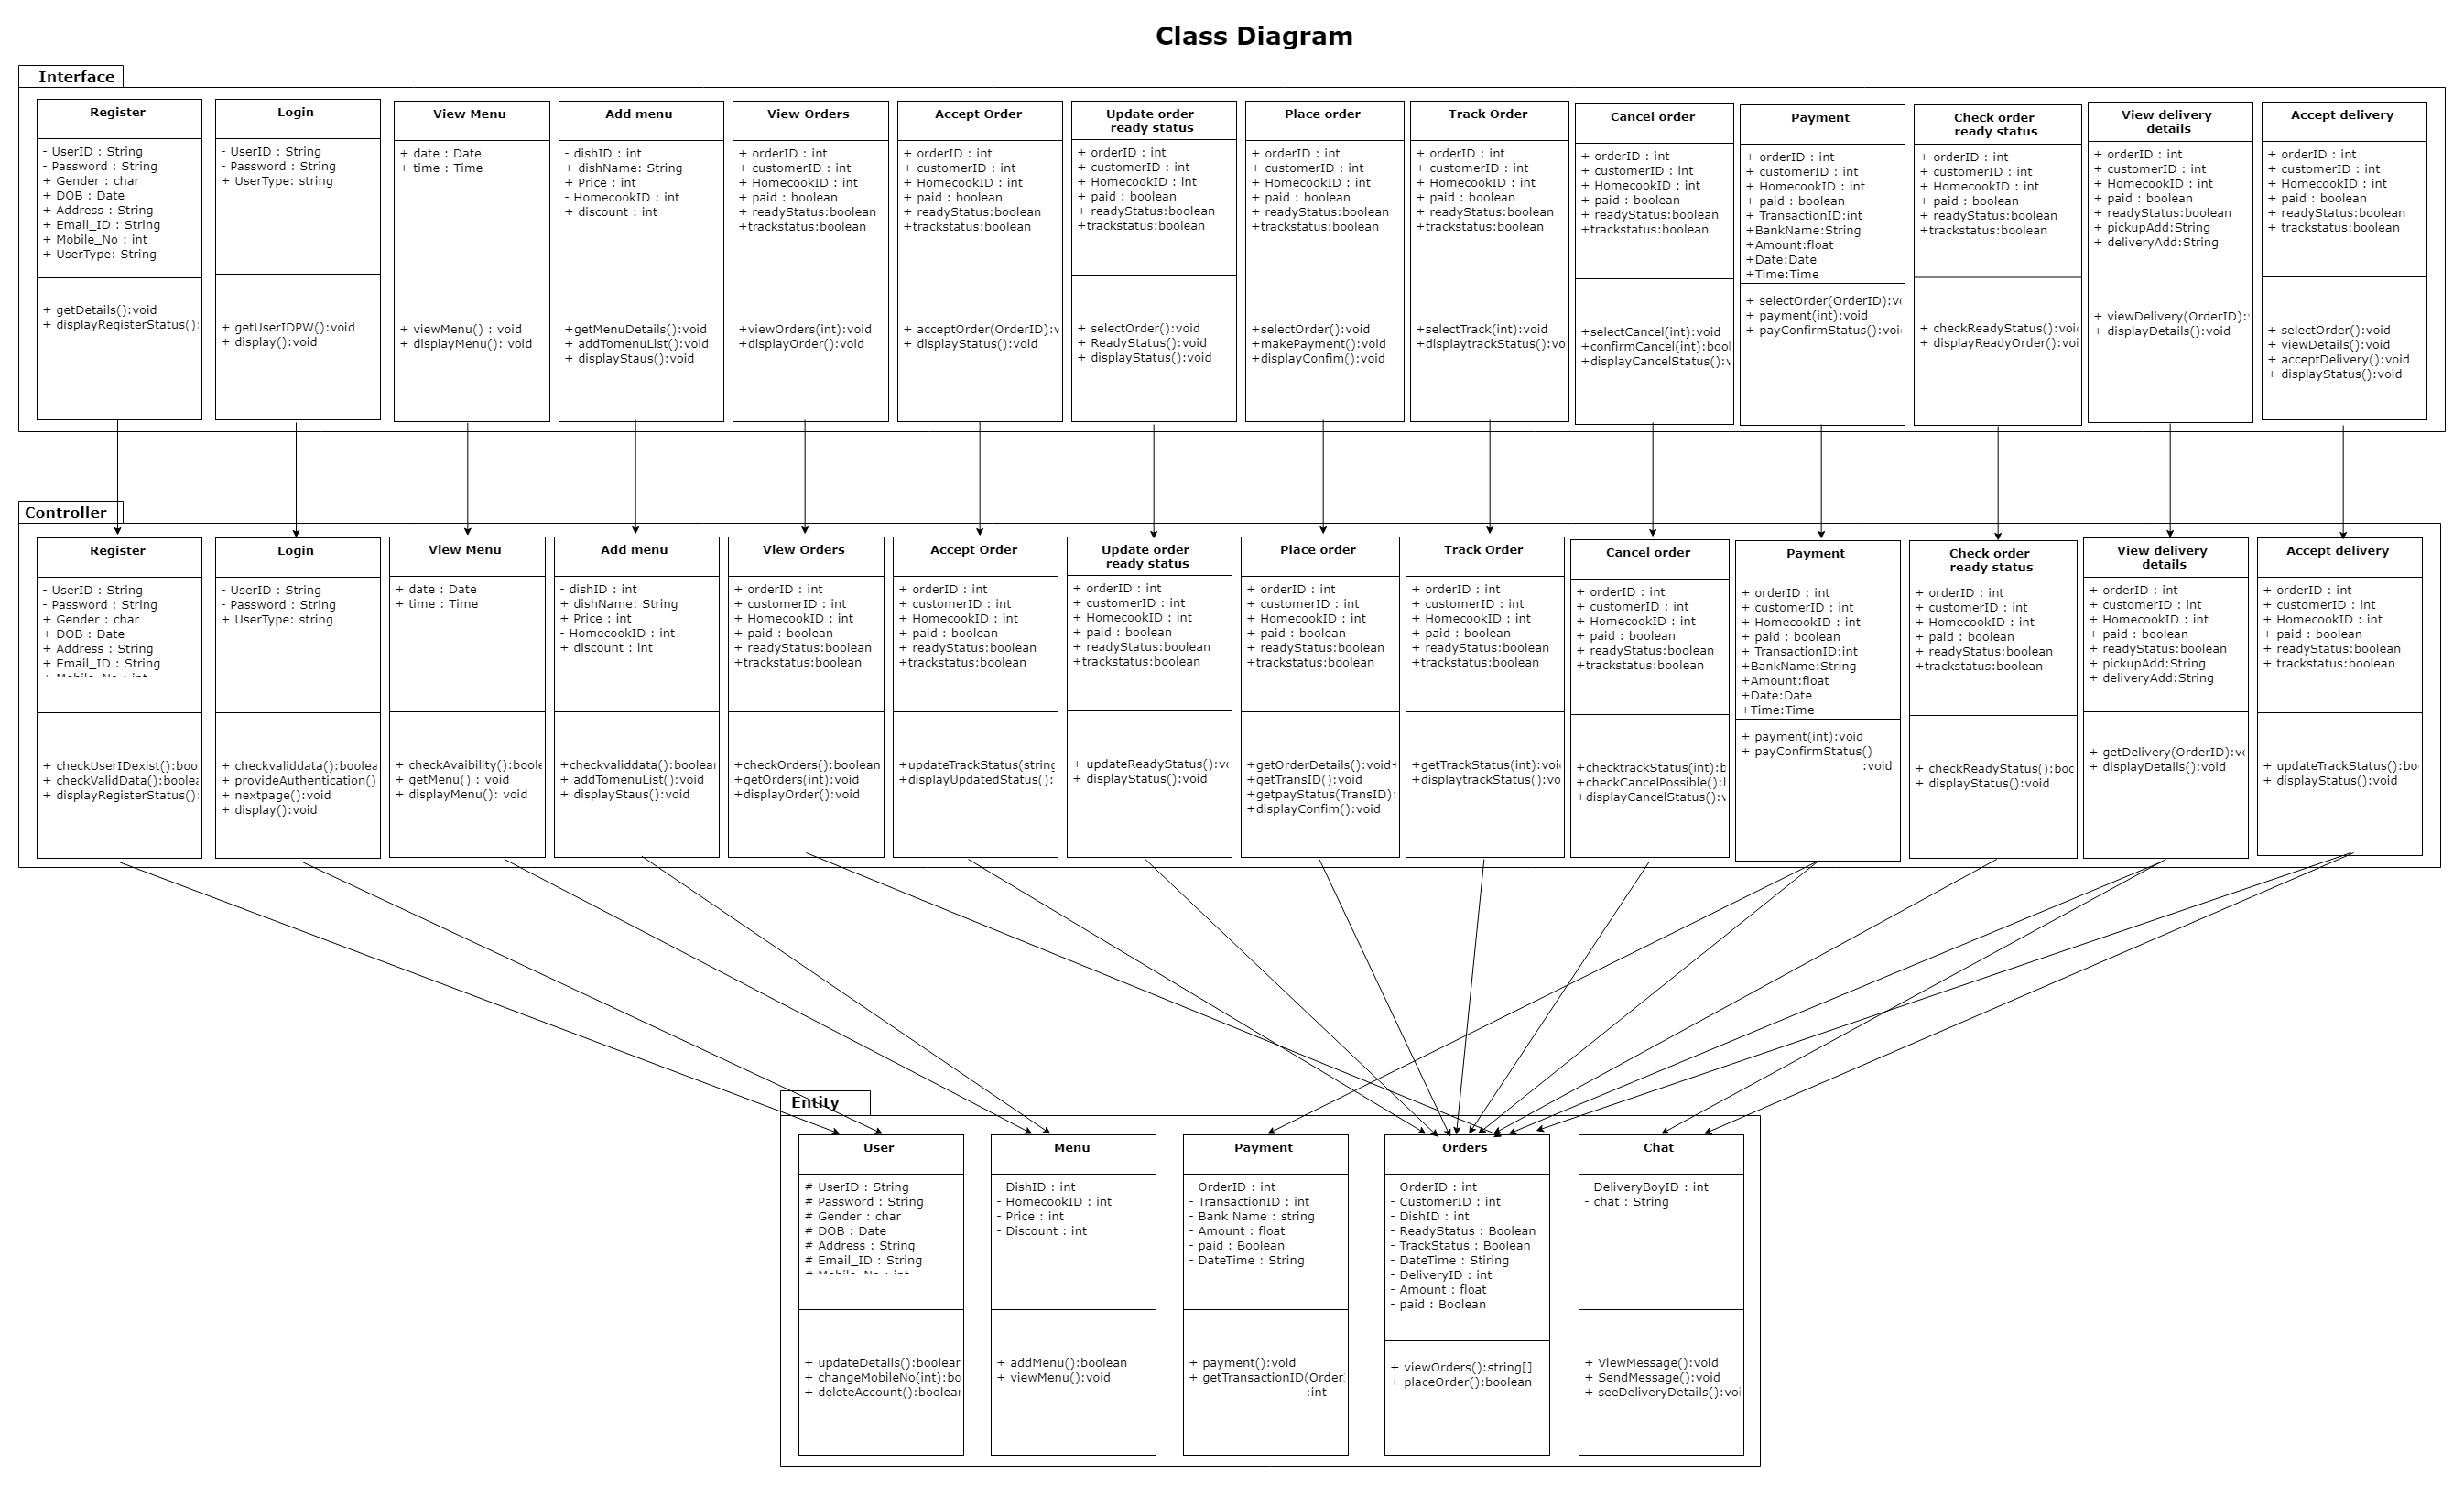 Class Diagram
Interface
Register
- UserID : String
- Password : String
+ Gender : char
+ DOB : Date
+ Address : String
+ Email_ID : String
+ Mobile_No : int
+ UserType: String
+ getDetails():void
+ displayRegisterStatus():
Login
- UserID : String
- Password : String
+ UserType: string
+ getUserIDPW():void
+ display():void
View Menu
+ date : Date
+ time : Time
+ viewMenu() : void
+ displayMenu(): void
Add menu
- dishID : int
+ dishName: String
+ Price : int
- HomecookID : int
+ discount : int
+getMenuDetails():void
+ addTomenuList():void
+ displayStaus():void
View Orders
+ orderID : int
+ customerID : int
+ HomecookID : int
+ paid : boolean
+ readyStatus:boolean
+trackstatus:boolean
+viewOrders(int):void
+displayOrder():void
Accept Order
+ orderID : int
+ customerID : int
+ HomecookID : int
+ paid : boolean
+ readyStatus:boolean
+trackstatus:boolean
+ acceptOrder(OrderID):v
+ displayStatus():void
Update order
ready status
+ orderID : int
+ customerID : int
+ HomecookID : int
+ paid : boolean
+ readyStatus:boolean
+trackstatus:boolean
+ selectOrder():void
+ ReadyStatus():void
+ displayStatus():void
Place order
+ orderID : int
+ customerID : int
+ HomecookID : int
+ paid : boolean
+ readyStatus:boolean
+trackstatus:boolean
+selectOrder():void
+makePayment():void
+displayConfim():void
Track Order
+ orderID : int
+ customerID : int
+ HomecookID : int
+ paid : boolean
+ readyStatus:boolean
+trackstatus:boolean
+selectTrack(int):void
+displaytrackStatus():vo
Cancel order
+ orderID : int
+ customerID : int
+ HomecookID : int
+ paid : boolean
+ readyStatus:boolean
+trackstatus:boolean
+selectCancel(int):void
+confirmCancel(int):bool
+displayCancelStatus():v
Payment
+ orderID : int
+ customerID : int
+ HomecookID : int
+ paid : boolean
+ TransactionID:int
+BankName:String
+Amount:float
+Date:Date
+Time:Time
+ selectOrder(OrderID):v
+ payment(int):void
+ payConfirmStatus():voi
Check order
ready status
+ orderID : int
+ customerID : int
+ HomecookID : int
+ paid : boolean
+ readyStatus:boolean
+trackstatus:boolean
+ checkReadyStatus():voi
+ displayReadyOrder():voi
View delivery
details
+ orderID : int
+ customerID : int
+ HomecookID : int
+ paid : boolean
+ readyStatus:boolean
+ pickupAdd:String
+ deliveryAdd:String
+ viewDelivery(OrderID):
+ displayDetails():void
Accept delivery
+ orderID : int
+ customerID : int
+ HomecookID : int
+ paid : boolean
+ readyStatus:boolean
+ trackstatus:boolean
+ selectOrder():void
+ viewDetails():void
+ acceptDelivery():void
+ displayStatus():void
Controller
Register
- UserID : String
- Password : String
+ Gender : char
+ DOB : Date
+ Address : String
+ Email_ID : String
+ Mobile_No : int
+ checkUserIDexist():boo
+ checkValidData():boolea
+ displayRegisterStatus():
Login
- UserID : String
- Password : String
+ UserType: string
+ checkvaliddata():boolea
+ provideAuthentication()
+ nextpage():void
+ display():void
View Menu
+ date : Date
+ time : Time
+ checkAvaibility():boole
+ getMenu() : void
+ displayMenu(): void
Add menu
- dishID : int
+ dishName: String
+ Price : int
- HomecookID : int
+ discount : int
+checkvaliddata():boolean
+ addTomenuList():void
+ displayStaus():void
View Orders
+ orderID : int
+ customerID : int
+ HomecookID : int
+ paid : boolean
+ readyStatus:boolean
+trackstatus:boolean
+checkOrders():boolean
+getOrders(int):void
+displayOrder():void
Accept Order
+ orderID : int
+ customerID : int
+ HomecookID : int
+ paid : boolean
+ readyStatus:boolean
+trackstatus:boolean
+updateTrackStatus(string
+displayUpdatedStatus():
Update order
ready status
+ orderID : int
+ customerID : int
+ HomecookID : int
+ paid : boolean
+ readyStatus:boolean
+trackstatus:boolean
+ updateReadyStatus():v
+ displayStatus():void
Place order
+ orderID : int
+ customerID : int
+ HomecookID : int
+ paid : boolean
+ readyStatus:boolean
+trackstatus:boolean
+getOrderDetails():void+
+getTransID():void
+getpayStatus(TransID):
+displayConfim():void
Track Order
+ orderID : int
+ customerID : int
+ HomecookID : int
+ paid : boolean
+ readyStatus:boolean
+trackstatus:boolean
+getTrackStatus(int):voi
+displaytrackStatus():vo
Cancel order
+ orderID : int
+ customerID : int
+ HomecookID : int
+ paid : boolean
+ readyStatus:boolean
+trackstatus:boolean
+checktrackStatus(int):b
+checkCancelPossible():
+displayCancelStatus():v
Payment
+ orderID : int
+ customerID : int
+ HomecookID : int
+ paid : boolean
+ TransactionID:int
+BankName:String
+Amount:float
+Date:Date
+Time:Time
+ payment(int):void
+ payConfirmStatus()
:void
Check order
ready status
+ orderID : int
+ customerID : int
+ HomecookID : int
+ paid : boolean
+ readyStatus:boolean
+trackstatus:boolean
+ checkReadyStatus():boo
+ displayStatus():void
View delivery
details
+ orderID : int
+ customerID : int
+ HomecookID : int
+ paid : boolean
+ readyStatus:boolean
+ pickupAdd:String
+ deliveryAdd:String
+ getDelivery(OrderID):v
+ displayDetails():void
Accept delivery
+ orderID : int
+ customerID : int
+ HomecookID : int
+ paid : boolean
+ readyStatus:boolean
+ trackstatus:boolean
+ updateTrackStatus():bo
+ displayStatus():void
Entity
User
# UserID : String
# Password : String
# Gender : char
# DOB : Date
# Address : String
# Email_ID : String
# Mobile_No : int
+ updateDetails():boolean
+ changeMobileNo(int):bo
+ deleteAccount():boolea
Menu
- DishID : int
- HomecookID : int
- Price : int
- Discount : int
+ addMenu():boolean
+ viewMenu():void
Payment
- OrderID : int
- TransactionID : int
- Bank Name : string
- Amount : float
- paid : Boolean
- DateTime : String
+ payment():void
+ getTransactionID(Order
:int
Orders
- OrderID : int
- CustomerID : int
- DishID : int
- ReadyStatus : Boolean
- TrackStatus : Boolean
- DateTime : Stiring
- DeliveryID : int
- Amount : float
- paid : Boolean
+ viewOrders():string[]
+ placeOrder():boolean
Chat
- DeliveryBoyID : int
- chat : String
+ ViewMessage():void
+ SendMessage():void
+ seeDeliveryDetails():voi